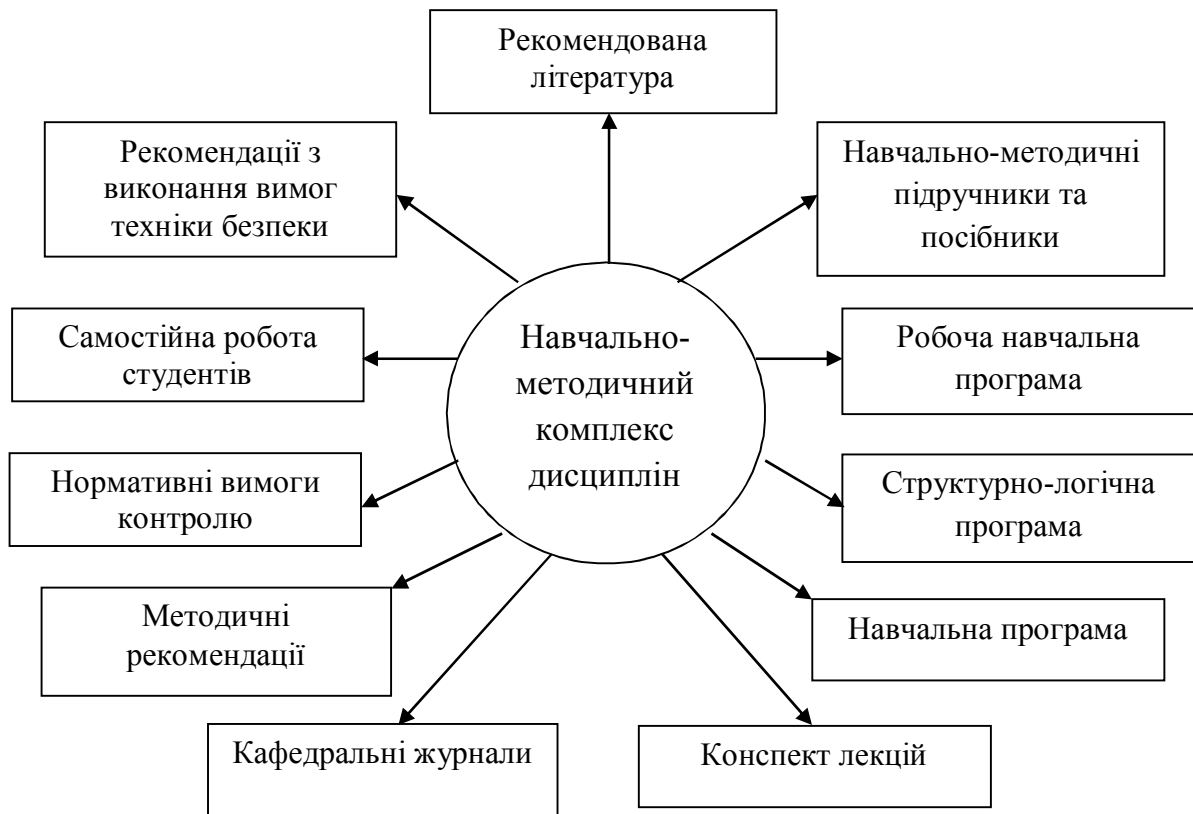 Рекомендована
література
Рекомендації з
виконання вимог
техніки безпеки
Навчально-методичні
підручники та
посібники
Самостійна робота
студентів
Навчально-
методичний
комплекс
дисциплін
Робоча навчальна
програма
Нормативні вимоги
контролю
Структурно-логічна
програма
Методичні
рекомендації
Навчальна програма
Кафедральні журнали
Конспект лекцій